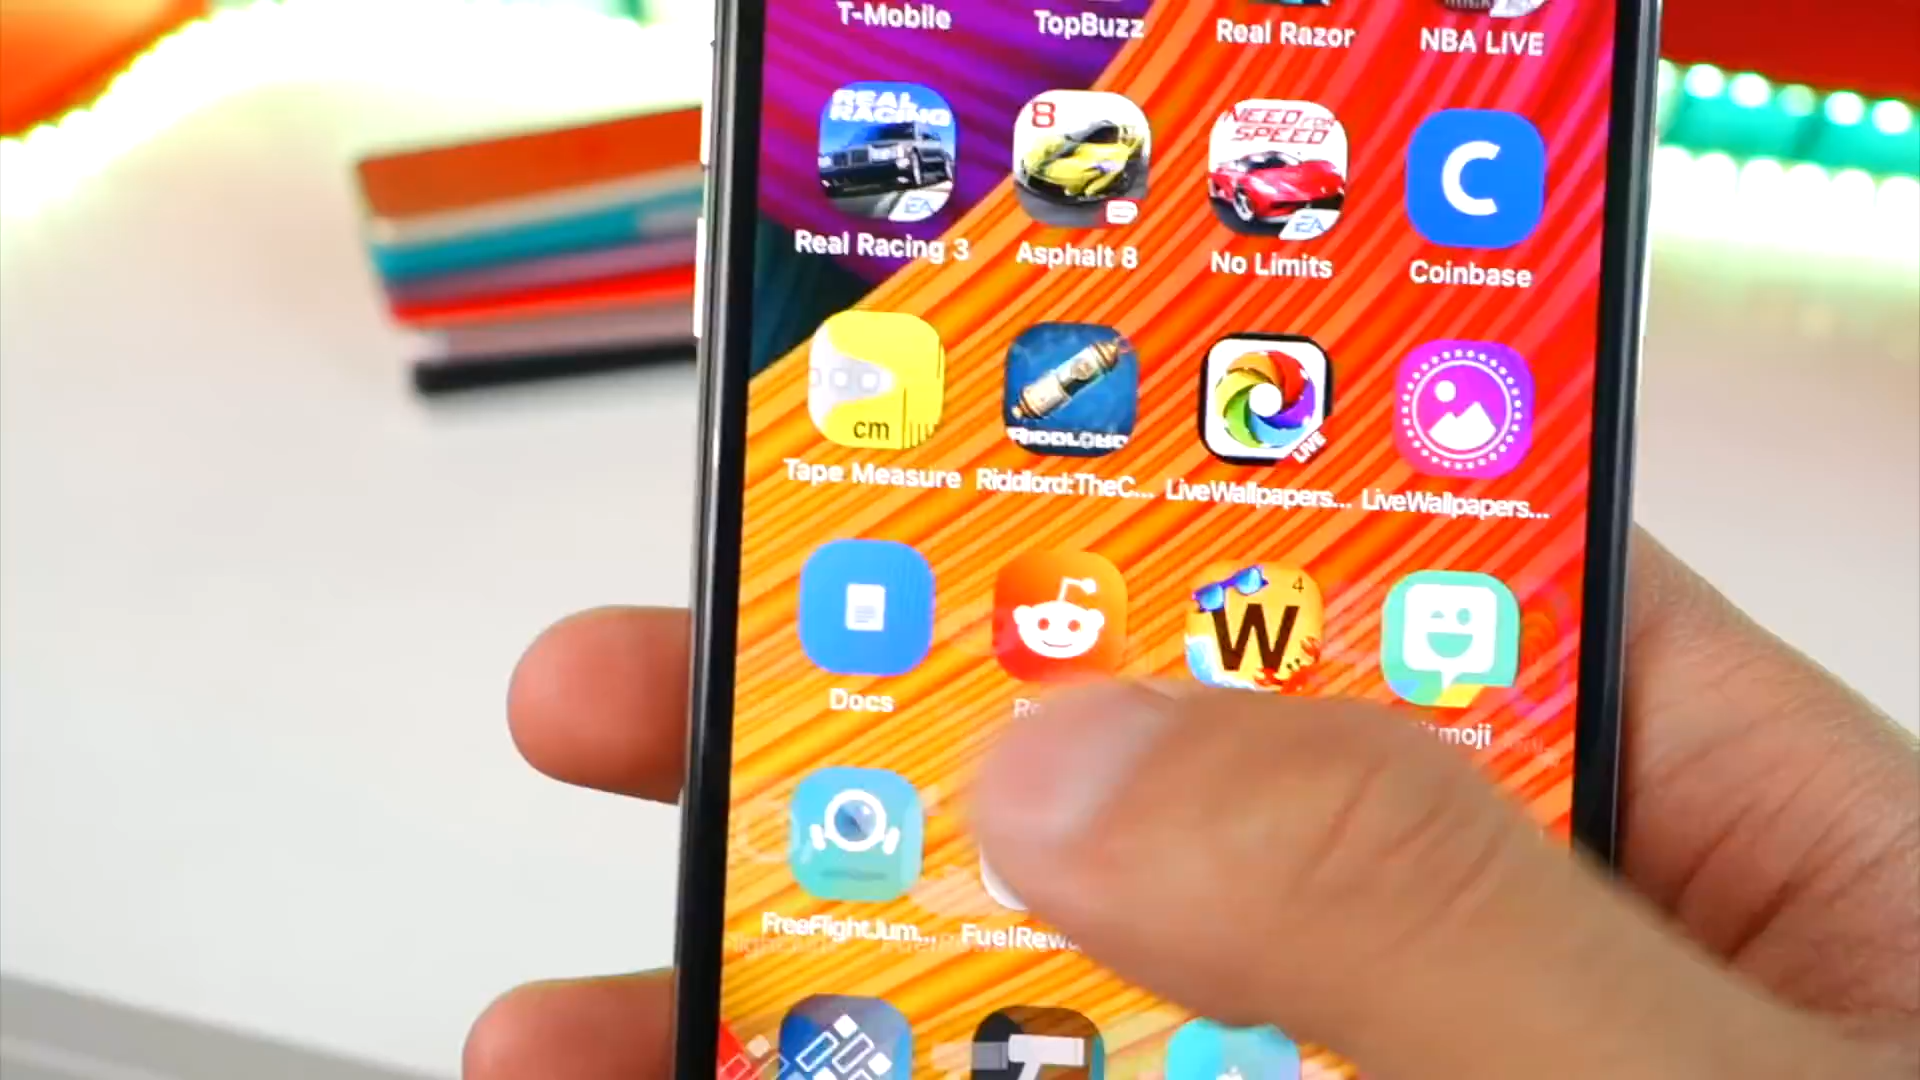 T-Mobile TopBuzz Real Razor NBA LIVE
REAL RACING EA
8
NEED FOR SPEED EA
C
Real Racing 3 Asphalt 8 No Limits Coinbase
cm
RIDDLORD
LIVE
Tape Measure Riddlord:TheC... LiveWallpapers... LiveWallpapers...
W 4
Docs
FreeFlightJum...